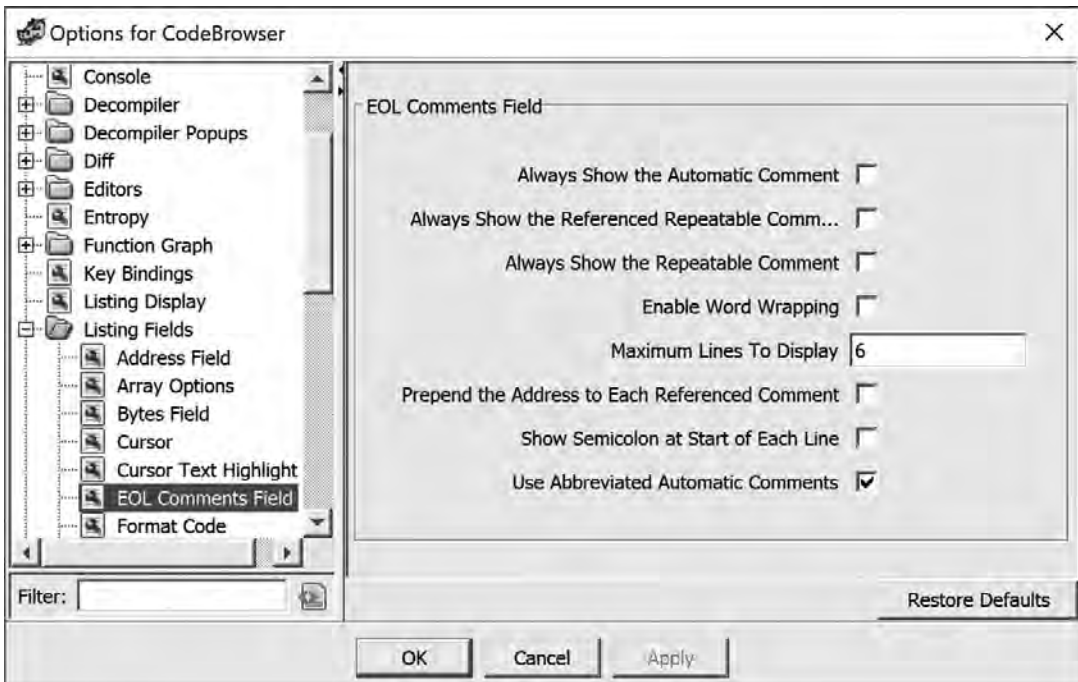 Options for CodeBrowser
Console
Decompiler
Decompiler Popups
Diff
Editors
Entropy
Function Graph
Key Bindings
Listing Display
Listing Fields
Address Field
Array Options
Bytes Field
Cursor
Cursor Text Highlight
EOL Comments Field
Format Code
Filter:
EOL Comments Field
Always Show the Automatic Comment
Always Show the Referenced Repeatable Comm...
Always Show the Repeatable Comment
Enable Word Wrapping
Maximum Lines To Display 6
Prepend the Address to Each Referenced Comment
Show Semicolon at Start of Each Line
Use Abbreviated Automatic Comments
Restore Defaults
OK Cancel Apply